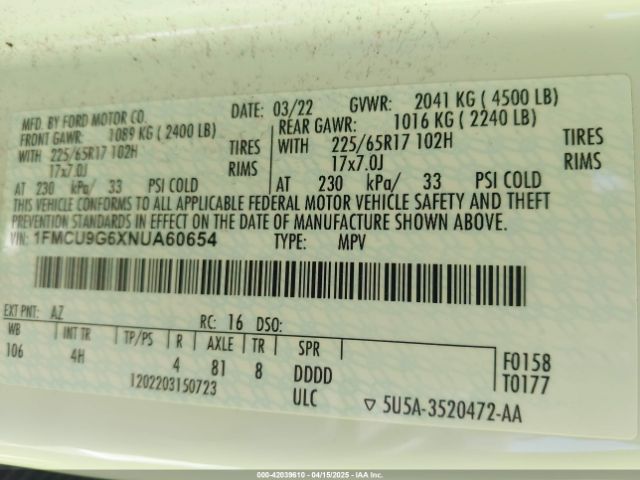 MFD. BY FORD MOTOR CO. DATE: 03/22 GVWR: 2041 KG ( 4500 LB)
FRONT GAWR: 1089 KG ( 2400 LB) REAR GAWR: 1016 KG ( 2240 LB)
WITH 225/65R17 102H TIRES WITH 225/65R17 102H TIRES
17x7.0J RIMS 17x7.0J RIMS
AT 230 kPa/ 33 PSI COLD AT 230 kPa/ 33 PSI COLD
THIS VEHICLE CONFORMS TO ALL APPLICABLE FEDERAL MOTOR VEHICLE SAFETY AND THEFT
PREVENTION STANDARDS IN EFFECT ON THE DATE OF MANUFACTURE SHOWN ABOVE.
VIN: 1FMCU9G6XNUA60654 TYPE: MPV
EXT PNT: AZ RC: 16 DSO:
WB INT TR TP/PS R AXLE TR SPR
106 4H 4 81 8 DDDD F0158
1202203150723 ULC T0177
▽ 5U5A-3520472-AA
000-42039610 - 04/15/2025 - IAA Inc.